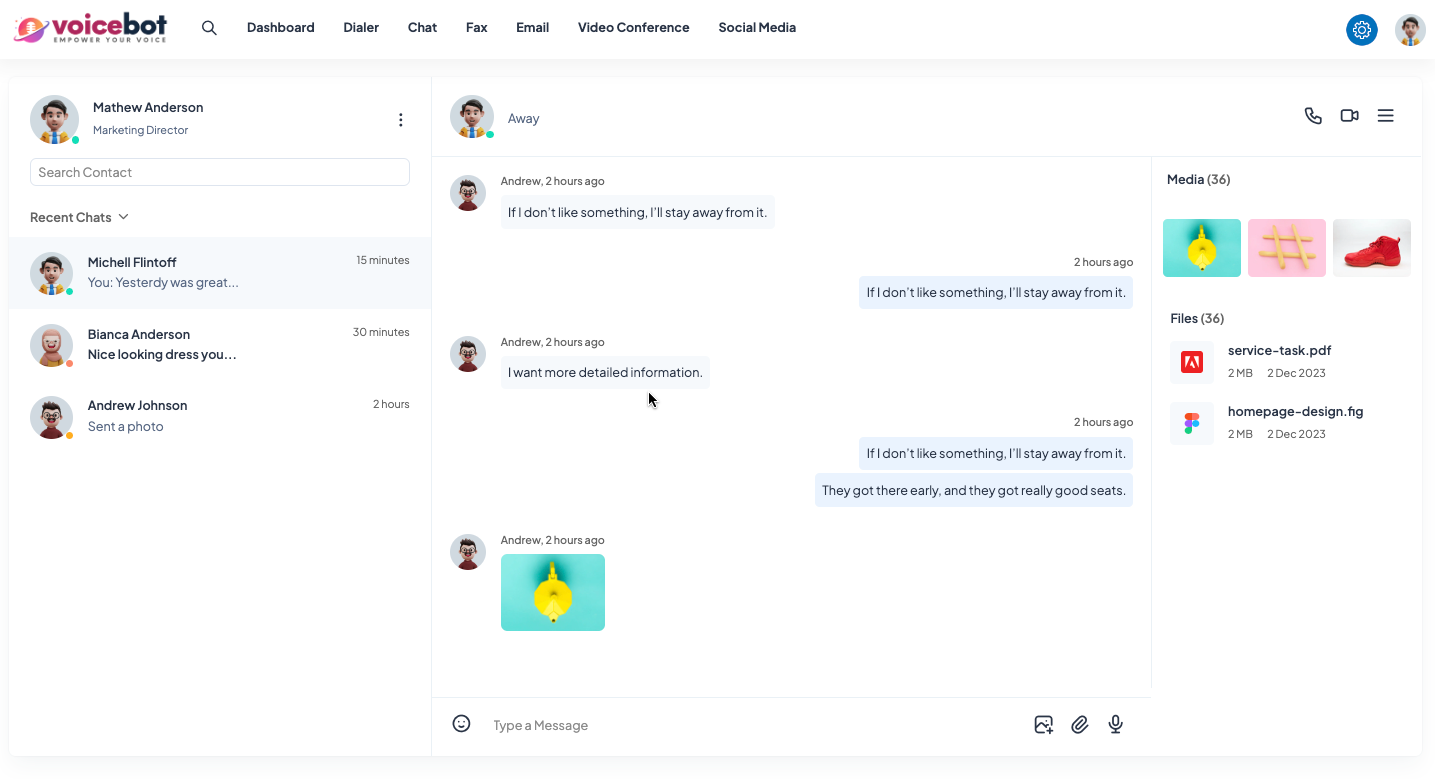 voicebot
EMPOWER YOUR VOICE
Dashboard
Dialer
Chat
Fax
Email
Video Conference
Social Media
Mathew Anderson
Marketing Director
Search Contact
Recent Chats
Michell Flintoff
15 minutes
You: Yesterdy was great...
Bianca Anderson
30 minutes
Nice looking dress you...
Andrew Johnson
2 hours
Sent a photo
Away
Andrew, 2 hours ago
If I don't like something, I'll stay away from it.
2 hours ago
If I don't like something, I'll stay away from it.
Andrew, 2 hours ago
I want more detailed information.
2 hours ago
If I don't like something, I'll stay away from it.
They got there early, and they got really good seats.
Andrew, 2 hours ago
Type a Message
Media (36)
Files (36)
service-task.pdf
2 MB 2 Dec 2023
homepage-design.fig
2 MB 2 Dec 2023